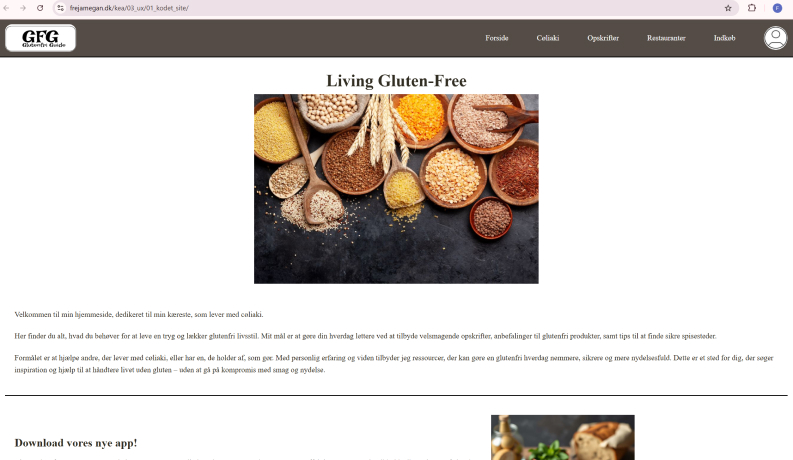 frejamegan.dk/kea/03_ux/01_kodet_site/
F
GFG
Glutenfri Guide
Forside
Cøliaki
Opskrifter
Restauranter
Indkøb
Living Gluten-Free
Velkommen til min hjemmeside, dedikeret til min kæreste, som lever med cøliaki.
Her finder du alt, hvad du behøver for at leve en tryg og lækker glutenfri livsstil. Mit mål er at gøre din hverdag lettere ved at tilbyde velsmagende opskrifter, anbefalinger til glutenfri produkter, samt tips til at finde sikre spisesteder.
Formålet er at hjælpe andre, der lever med cøliaki, eller har en, de holder af, som gør. Med personlig erfaring og viden tilbyder jeg ressourcer, der kan gøre en glutenfri hverdag nemmere, sikrere og mere nydelsesfuld. Dette er et sted for dig, der søger
inspiration og hjælp til at håndtere livet uden gluten – uden at gå på kompromis med smag og nydelse.
Download vores nye app!